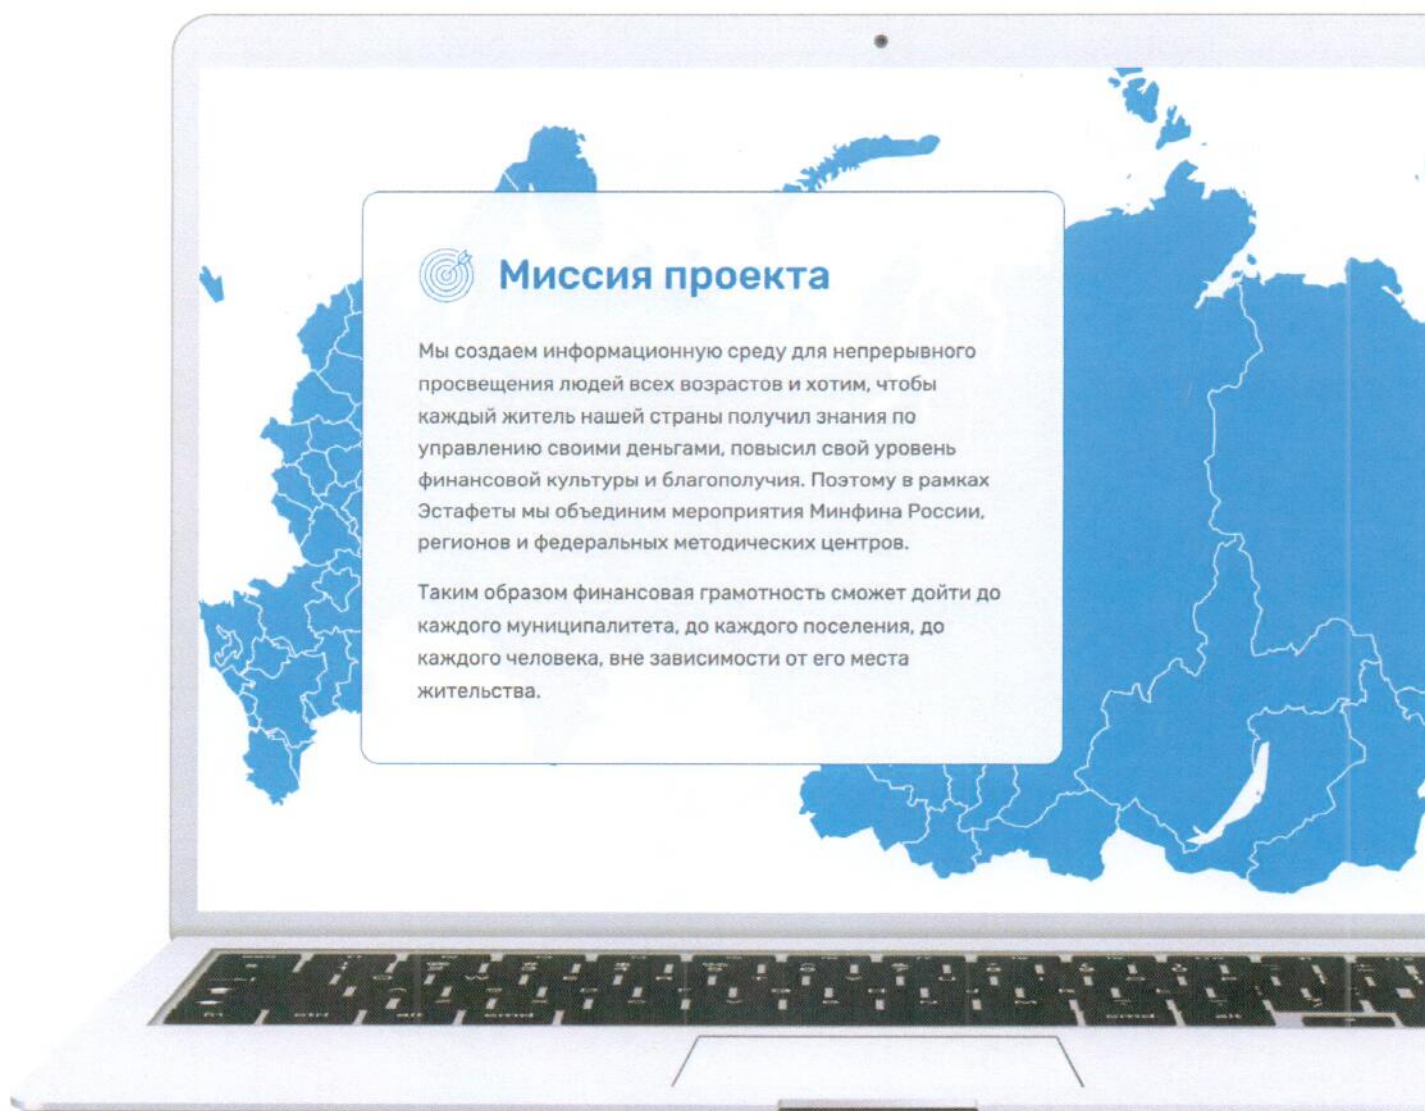 Миссия проекта
Мы создаем информационную среду для непрерывного
просвещения людей всех возрастов и хотим, чтобы
каждый житель нашей страны получил знания по
управлению своими деньгами, повысил свой уровень
финансовой культуры и благополучия. Поэтому в рамках
Эстафеты мы объединим мероприятия Минфина России,
регионов и федеральных методических центров.
Таким образом финансовая грамотность сможет дойти до
каждого муниципалитета, до каждого поселения, до
каждого человека, вне зависимости от его места
жительства.